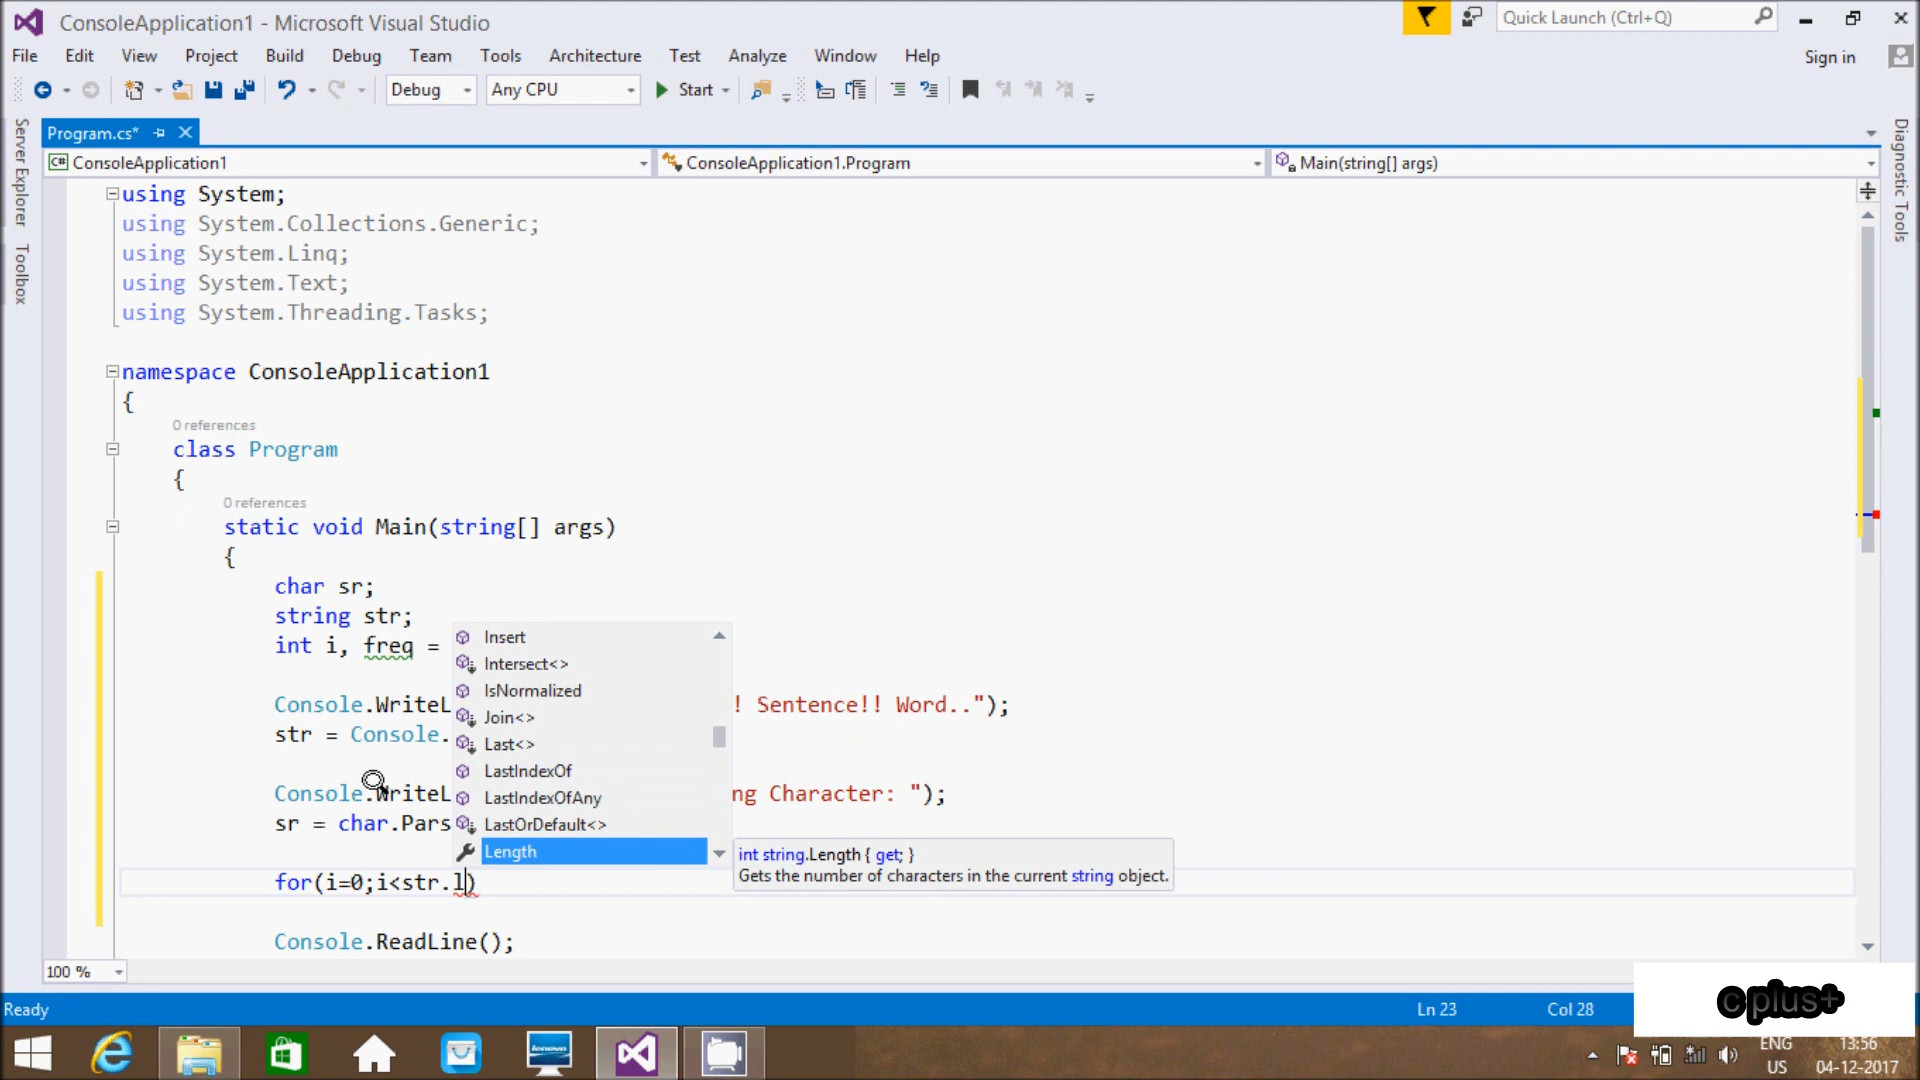 ConsoleApplication1 - Microsoft Visual Studio
Quick Launch (Ctrl+Q)
File Edit View Project Build Debug Team Tools Architecture Test Analyze Window Help
Sign in
Debug Any CPU Start
Server Explorer
Toolbox
Diagnostic Tools
Program.cs*
C# ConsoleApplication1 ConsoleApplication1.Program Main(string[] args)
using System;
using System.Collections.Generic;
using System.Linq;
using System.Text;
using System.Threading.Tasks;
namespace ConsoleApplication1
{
0 references
class Program
{
0 references
static void Main(string[] args)
{
char sr;
string str;
int i, freq =
Console.WriteL ! Sentence!! Word..");
str = Console.
Console.WriteL ng Character: ");
sr = char.Pars
for(i=0;i<str.l)
Console.ReadLine();
Insert
Intersect<>
IsNormalized
Join<>
Last<>
LastIndexOf
LastIndexOfAny
LastOrDefault<>
Length
int string.Length { get; }
Gets the number of characters in the current string object.
100 %
Ready Ln 23 Col 28
cplus+
lenovo
ENG
US
13:56
04-12-2017